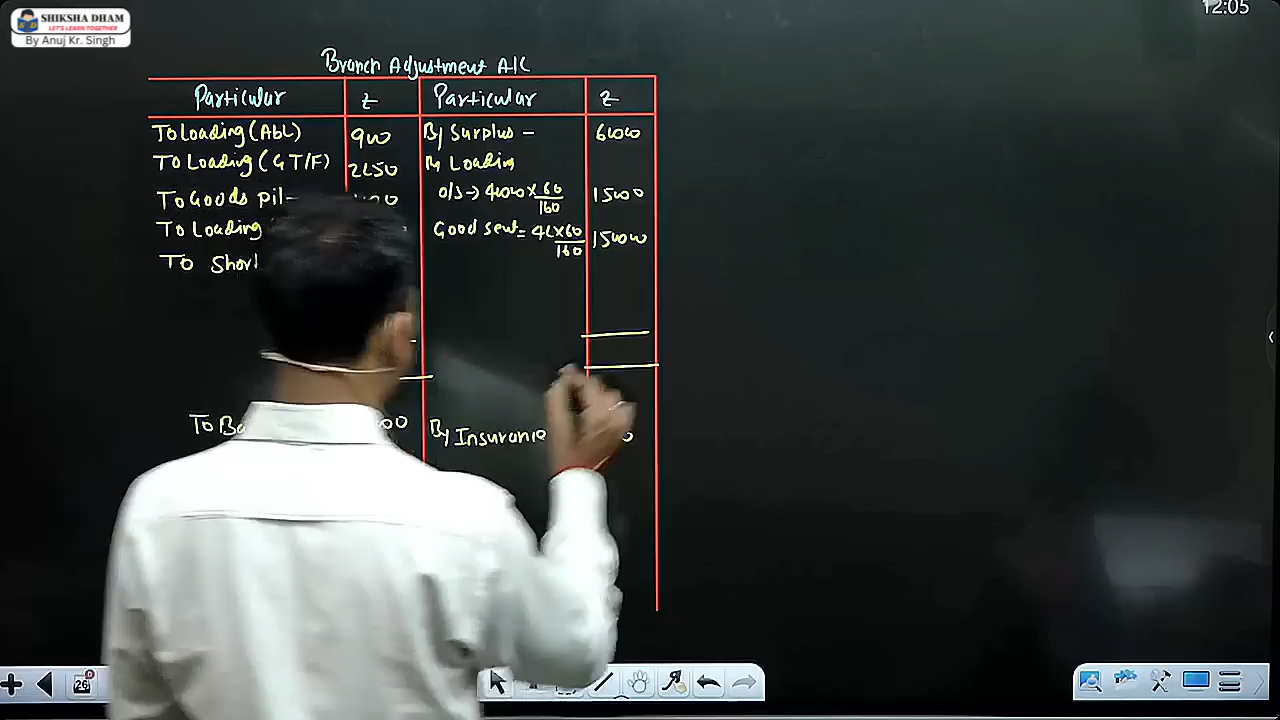 SHIKSHA DHAM
LET'S LEARN TOGETHER
By Anuj Kr. Singh
12:05
Branch Adjustment A/C
Particular ₹ Particular ₹
To Loading (AbL) 900 By Surplus – 6000
To Loading (GT/F) 2250 By Loading
To Goods Pil O/S → 4000 × 60/160 1500
To Loading Good sent = 4L×60/160 150000
To Short
To Ba By Insurance
26